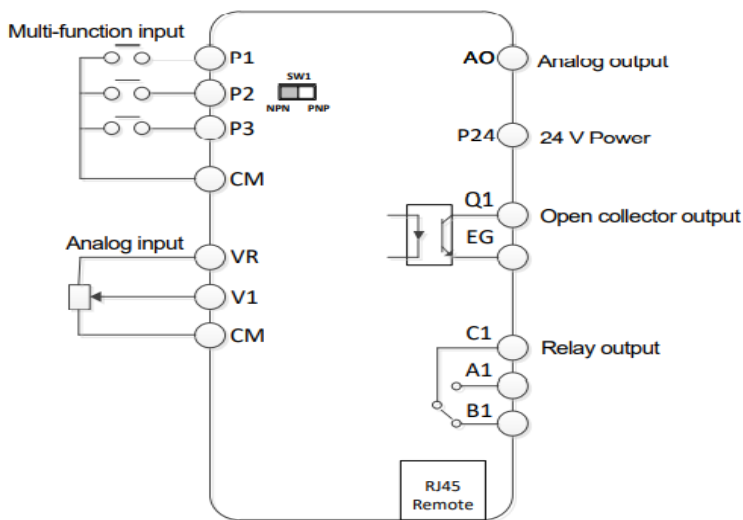 Multi-function input
P1
P2
P3
CM
SW1
NPN PNP
Analog input
VR
V1
CM
AO Analog output
P24 24 V Power
Q1
Open collector output
EG
C1
Relay output
A1
B1
RJ45
Remote